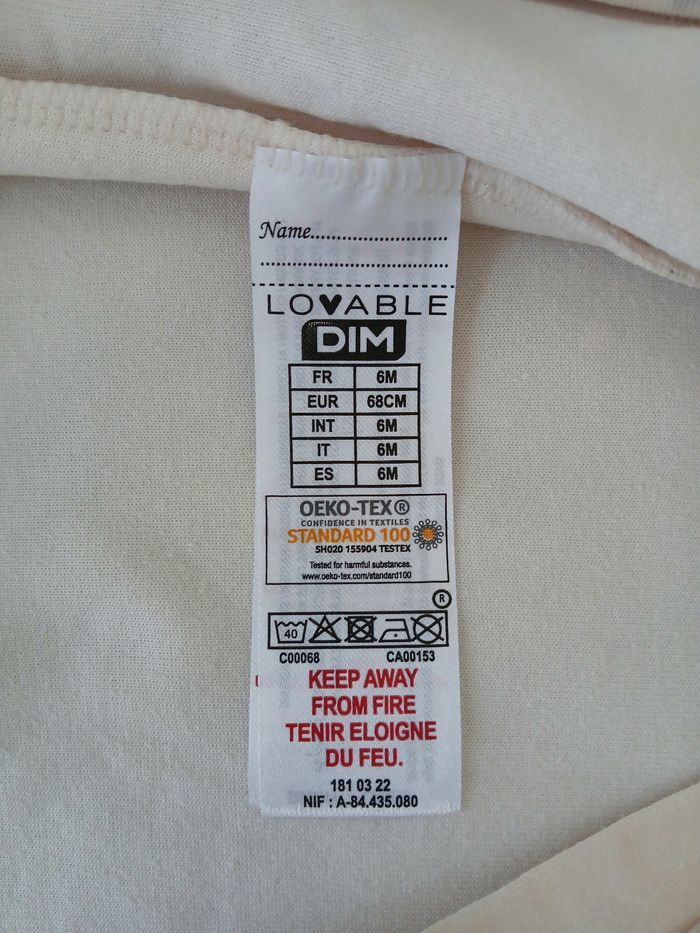 Name........................
........................................
LOVABLE
DIM
FR 6M
EUR 68CM
INT 6M
IT 6M
ES 6M
OEKO-TEX®
CONFIDENCE IN TEXTILES
STANDARD 100
SH020 155904 TESTEX
Tested for harmful substances.
www.oeko-tex.com/standard100
®
40
C00068 CA00153
KEEP AWAY
FROM FIRE
TENIR ELOIGNE
DU FEU.
181 03 22
NIF : A-84.435.080